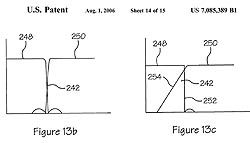 U.S. Patent Aug. 1, 2006 Sheet 14 of 15 US 7,085,389 B1
248 250
242
Figure 13b
248 250
254 242
252
Figure 13c